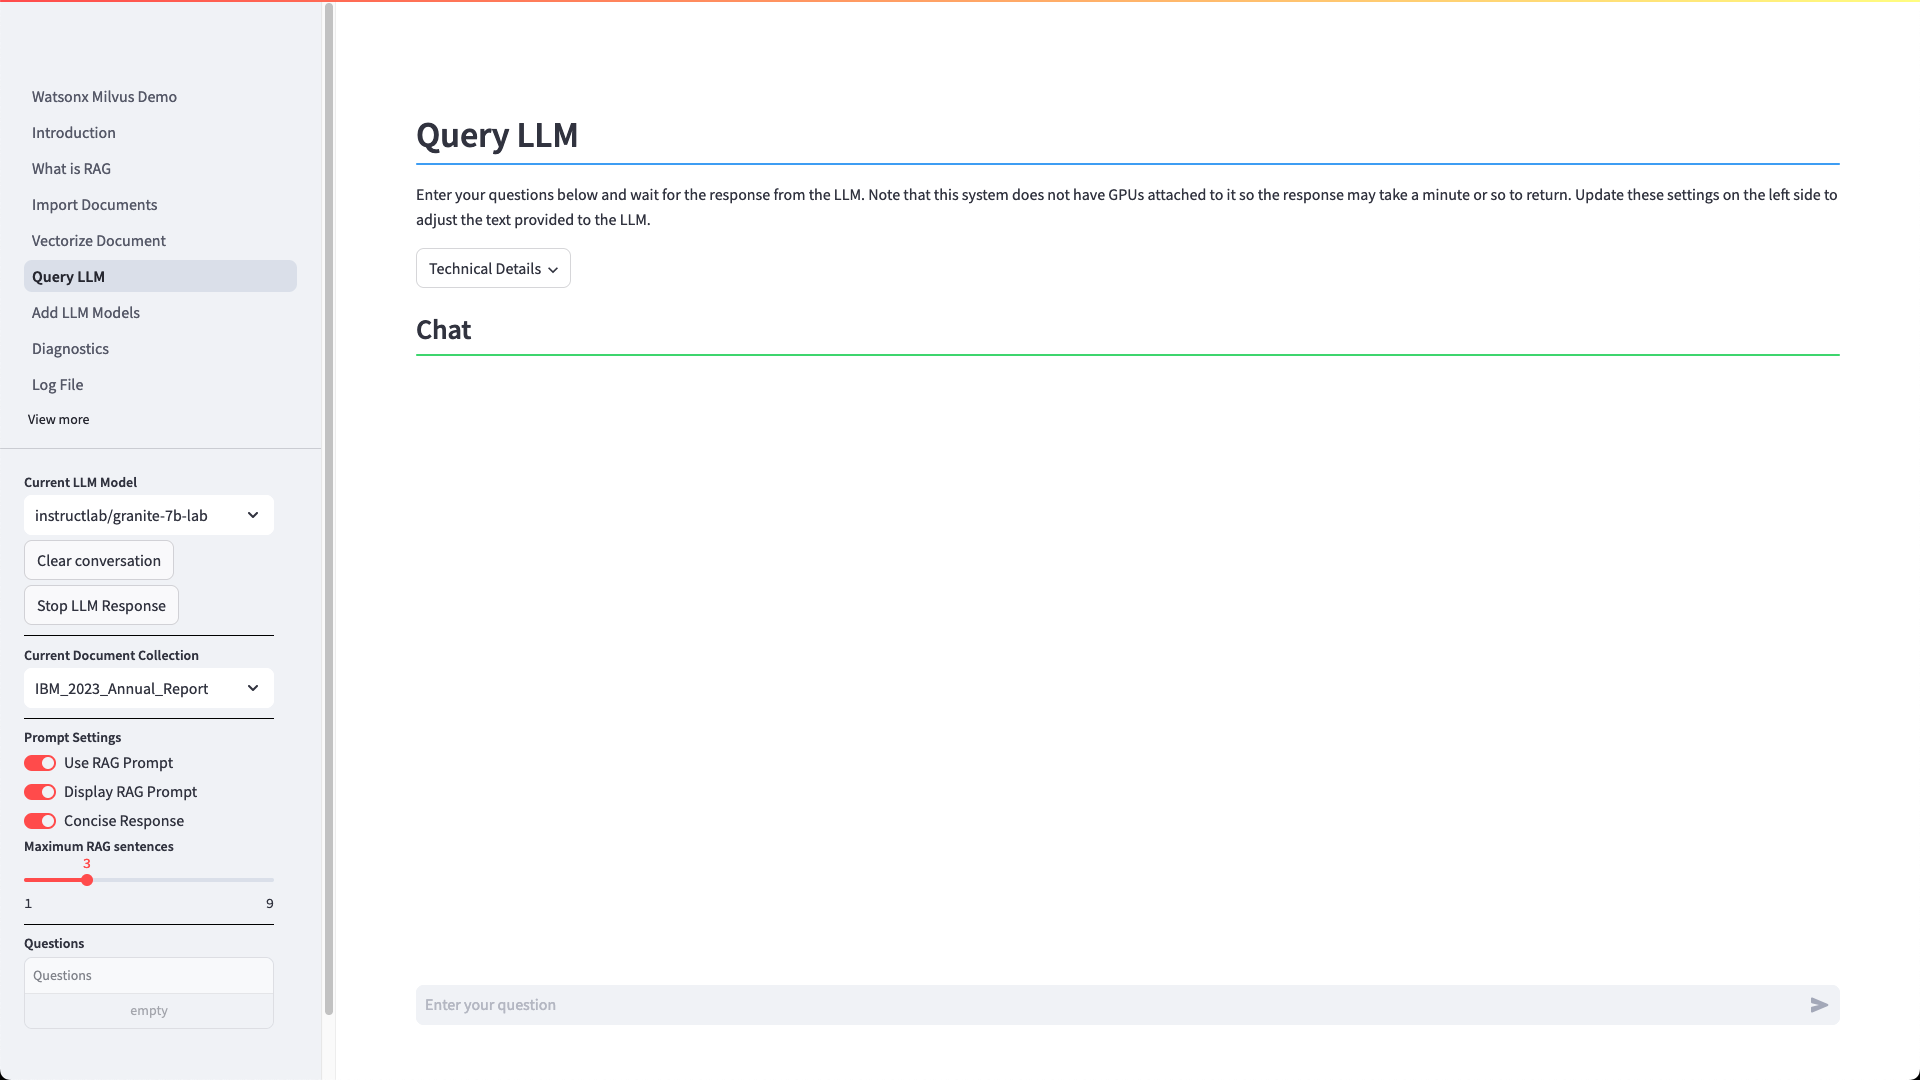 Watsonx Milvus Demo
Introduction
What is RAG
Import Documents
Vectorize Document
Query LLM
Add LLM Models
Diagnostics
Log File
View more
Current LLM Model
instructlab/granite-7b-lab
Clear conversation
Stop LLM Response
Current Document Collection
IBM_2023_Annual_Report
Prompt Settings
Use RAG Prompt
Display RAG Prompt
Concise Response
Maximum RAG sentences
3
1 9
Questions
Questions
empty
Query LLM
Enter your questions below and wait for the response from the LLM. Note that this system does not have GPUs attached to it so the response may take a minute or so to return. Update these settings on the left side to
adjust the text provided to the LLM.
Technical Details
Chat
Enter your question